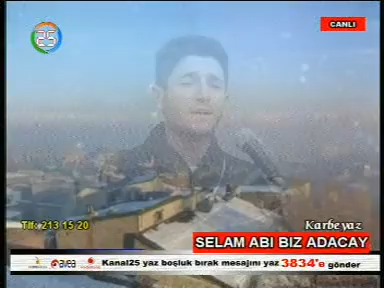 25
CANLI
Tlf: 213 15 20
Karbeyaz
SELAM ABI BIZ ADACAY
avea Kanal25 yaz boşluk bırak mesajını yaz 3834'e gönder